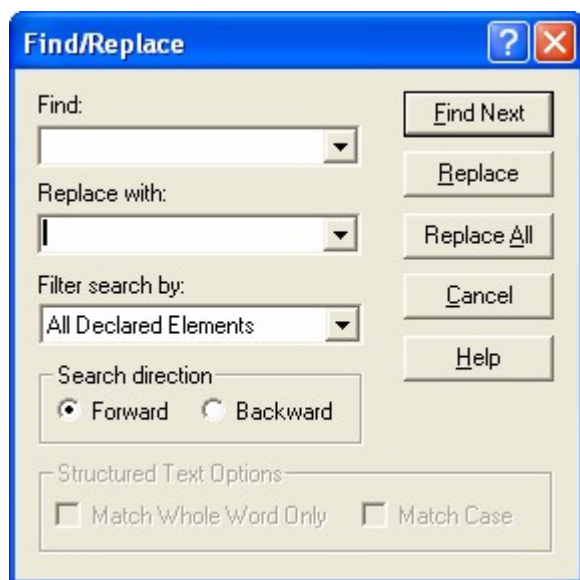 Find/Replace
Find:
Find Next
Replace
Replace with:
Replace All
Filter search by:
All Declared Elements
Cancel
Help
Search direction
Forward Backward
Structured Text Options
Match Whole Word Only Match Case